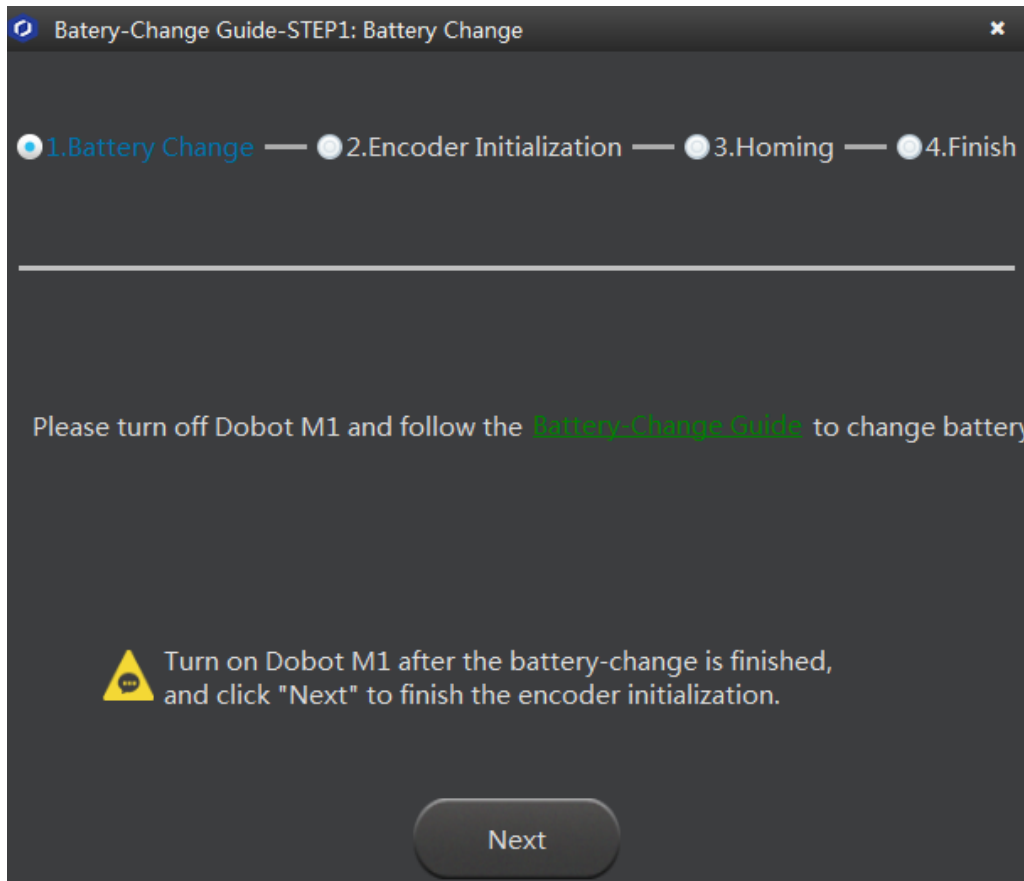 Batery-Change Guide-STEP1: Battery Change
1.Battery Change 2.Encoder Initialization 3.Homing 4.Finish
Please turn off Dobot M1 and follow the Battery-Change Guide to change battery
Turn on Dobot M1 after the battery-change is finished,
and click "Next" to finish the encoder initialization.
Next